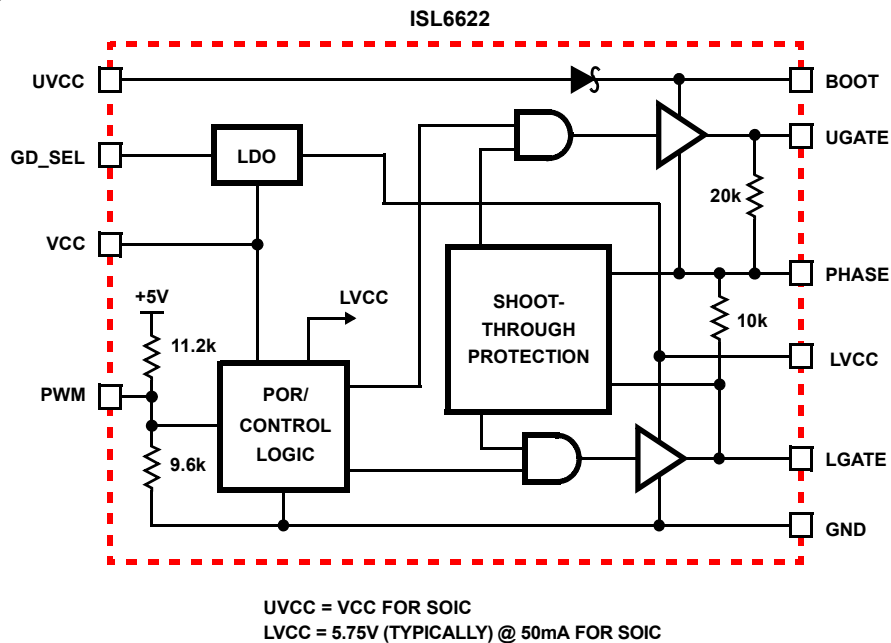 ISL6622
UVCC
BOOT
UGATE
GD_SEL
LDO
20k
VCC
PHASE
+5V
LVCC
SHOOT-
THROUGH
PROTECTION
10k
11.2k
LVCC
PWM
POR/
CONTROL
LOGIC
9.6k
LGATE
GND
UVCC = VCC FOR SOIC
LVCC = 5.75V (TYPICALLY) @ 50mA FOR SOIC